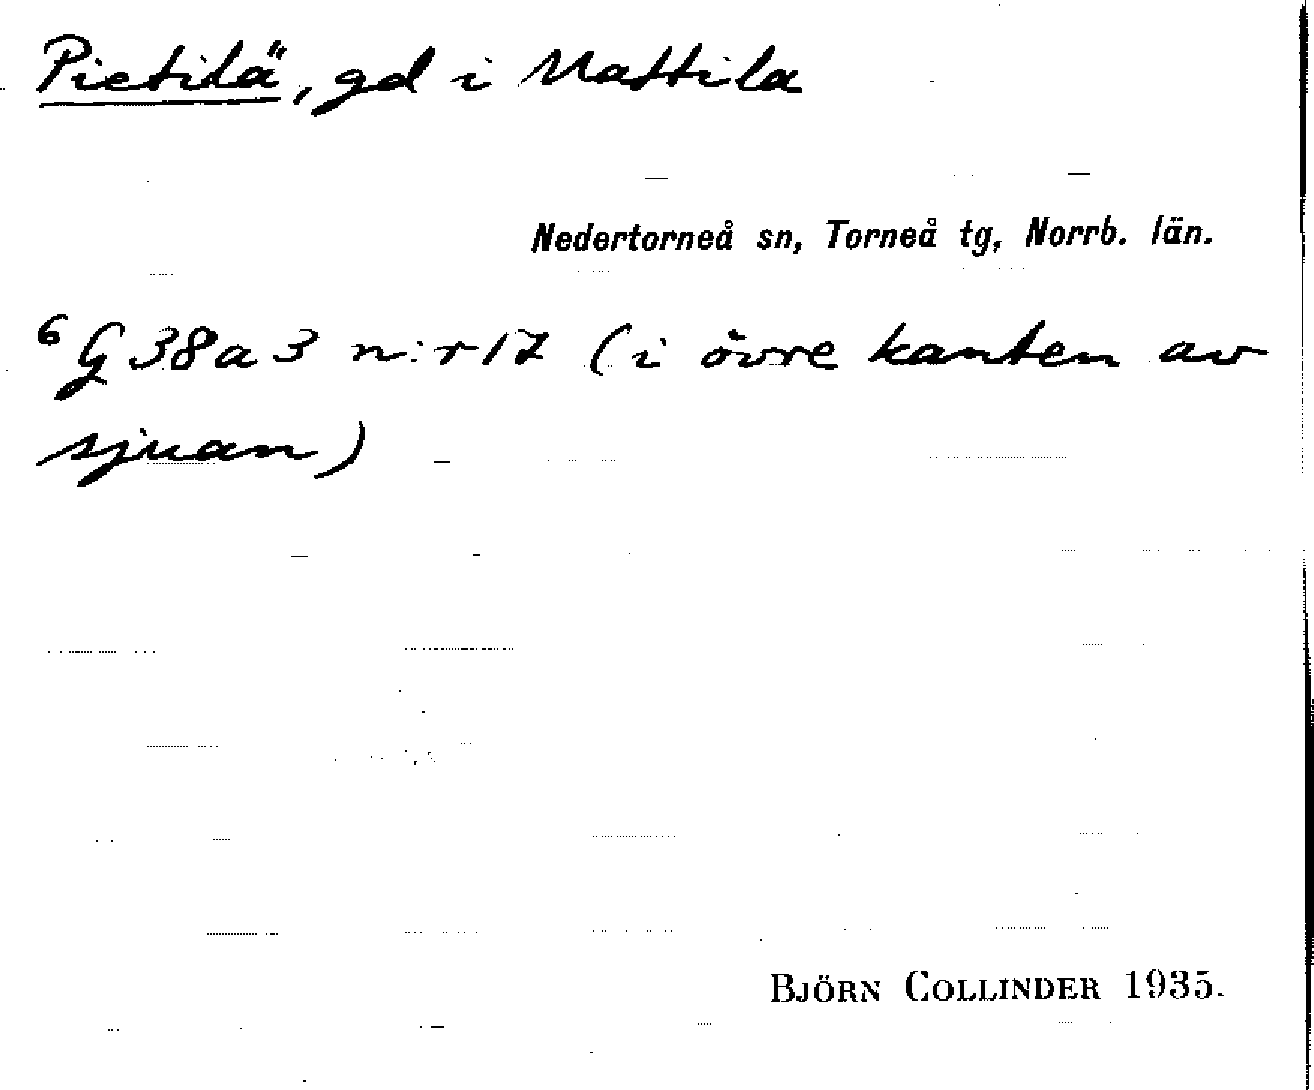 Pietilä, gd i Mattila
Nedertorneå sn, Torneå tg, Norrb. län.
⁶ G 38 a 3 n:r 17 (i övre kanten av
sjuan)
BJÖRN COLLINDER 1935.